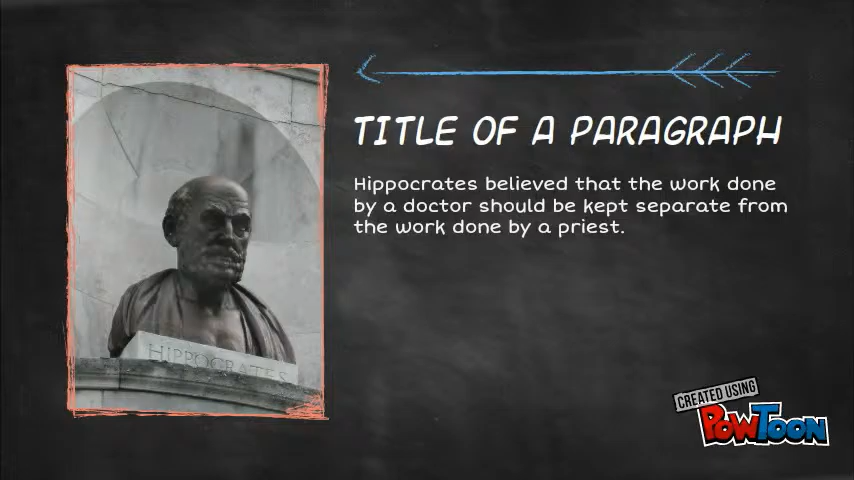 TITLE OF A PARAGRAPH
Hippocrates believed that the work done
by a doctor should be kept separate from
the work done by a priest.
HIPPOCRATES
CREATED USING
POWTOON